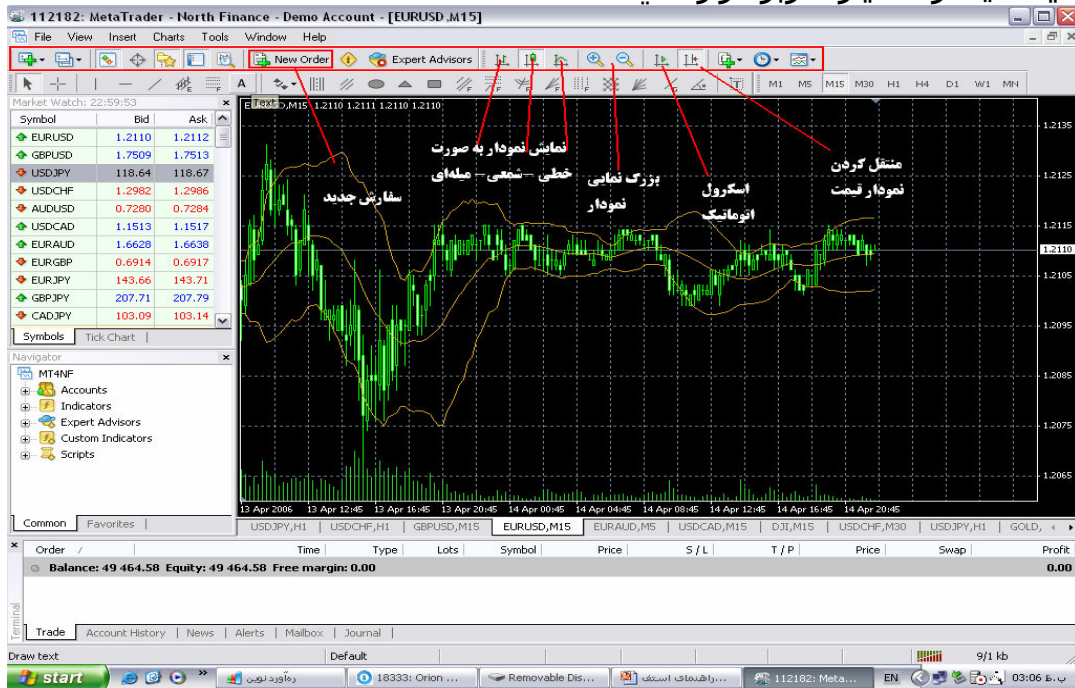 112182: MetaTrader - North Finance - Demo Account - [EURUSD,M15]
File View Insert Charts Tools Window Help
New Order Expert Advisors
A T M1 M5 M15 M30 H1 H4 D1 W1 MN
Market Watch: 22:59:53
Symbol Bid Ask
EURUSD 1.2110 1.2112
GBPUSD 1.7509 1.7513
USDJPY 118.64 118.67
USDCHF 1.2982 1.2986
AUDUSD 0.7280 0.7284
USDCAD 1.1513 1.1517
EURAUD 1.6628 1.6638
EURGBP 0.6914 0.6917
EURJPY 143.66 143.71
GBPJPY 207.71 207.79
CADJPY 103.09 103.14
Symbols Tick Chart
Navigator
MT4NF
Accounts
Indicators
Expert Advisors
Custom Indicators
Scripts
Common Favorites
Text
,M15 1.2110 1.2111 1.2110 1.2110
سفارش جدید
نمایش نمودار به صورت
خطی – شمعی – میله‌ای
بزرگ نمایی
نمودار
اسکرول
اتوماتیک
منتقل کردن
نمودار قیمت
1.2135
1.2125
1.2115
1.2110
1.2105
1.2095
1.2085
1.2075
1.2065
13 Apr 2006 13 Apr 12:45 13 Apr 16:45 13 Apr 20:45 14 Apr 00:45 14 Apr 04:45 14 Apr 08:45 14 Apr 12:45 14 Apr 16:45 14 Apr 20:45
USDJPY,H1 USDCHF,H1 GBPUSD,M15 EURUSD,M15 EURAUD,M5 USDCAD,M15 DJI,M15 USDCHF,M30 USDJPY,H1 GOLD,
Order / Time Type Lots Symbol Price S / L T / P Price Swap Profit
Balance: 49 464.58 Equity: 49 464.58 Free margin: 0.00 0.00
Terminal
Trade Account History News Alerts Mailbox Journal
Draw text Default 9/1 kb
start ره‌آورد نوین 18333: Orion ... Removable Dis... راهنمای استف... 112182: Meta... EN 03:06 ب.ظ